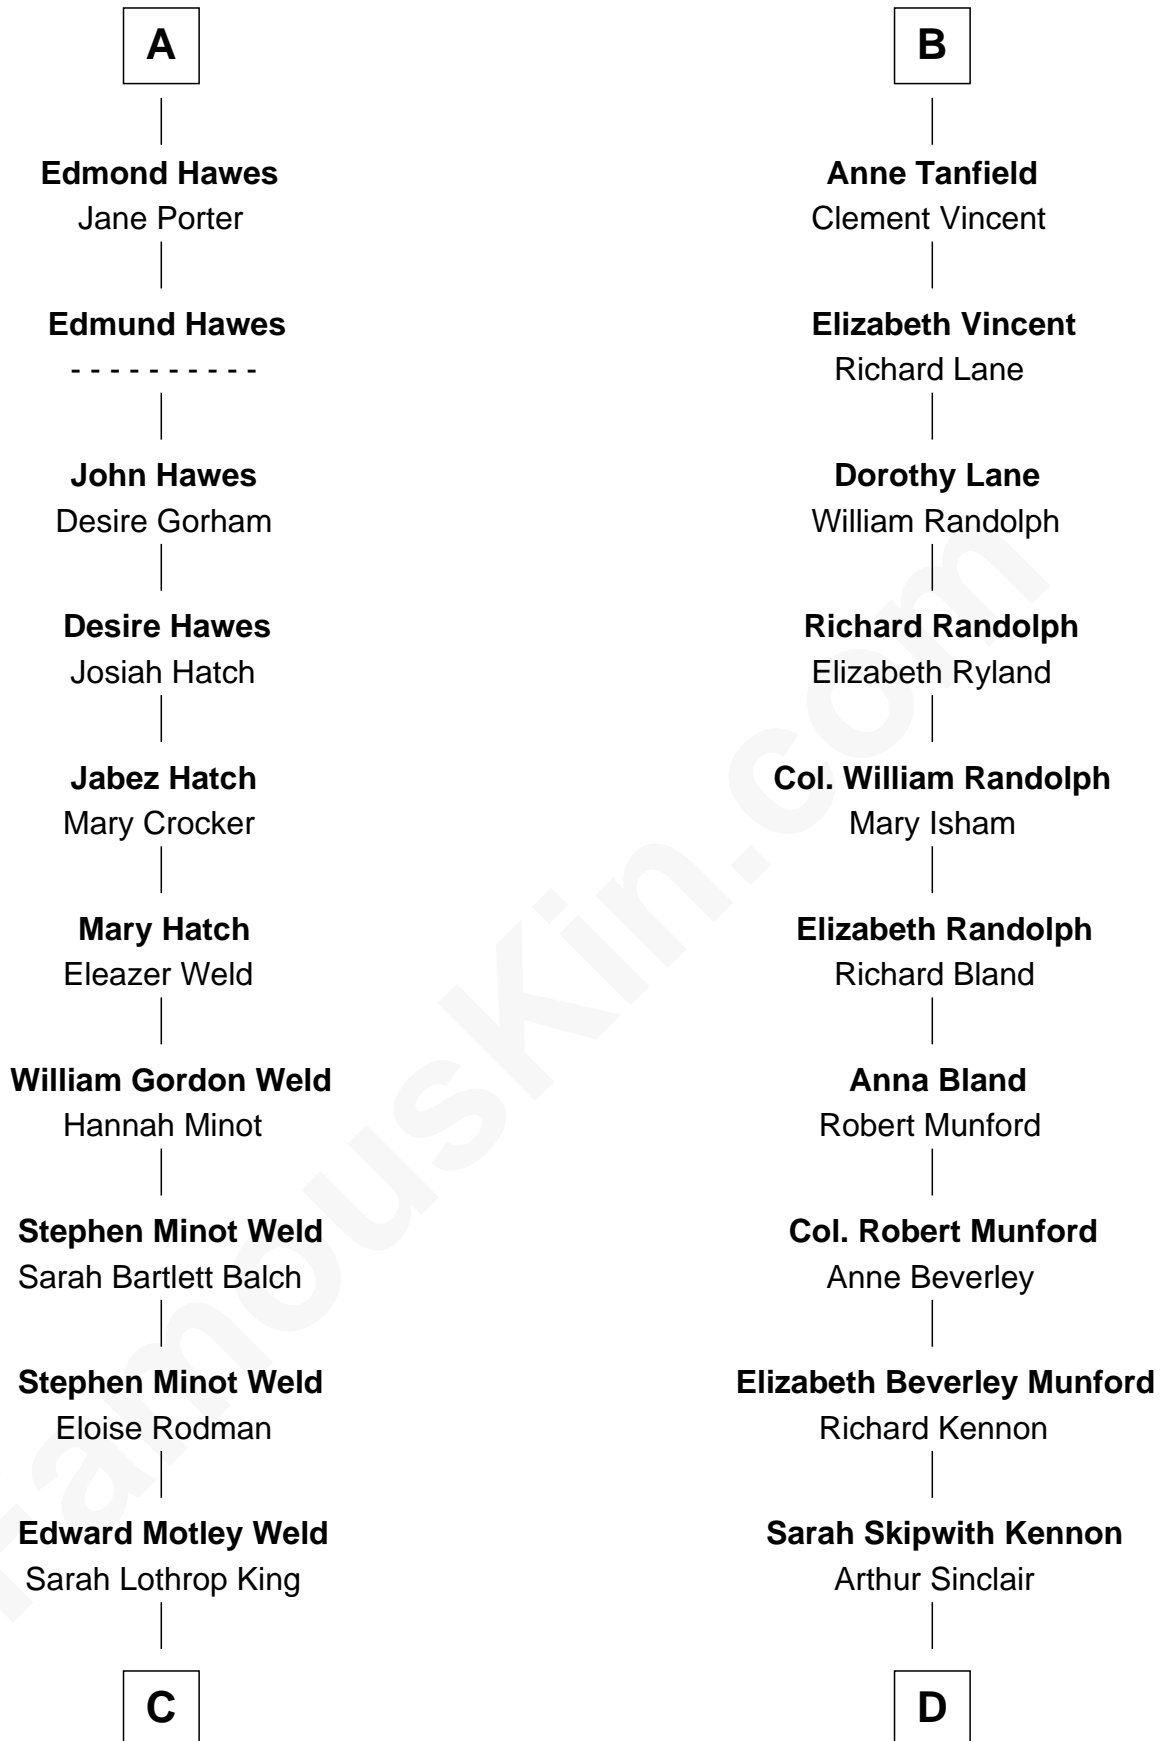 A
Edmond Hawes
Jane Porter
Edmund Hawes
- - - - - - - - - -
John Hawes
Desire Gorham
Desire Hawes
Josiah Hatch
Jabez Hatch
Mary Crocker
Mary Hatch
Eleazer Weld
William Gordon Weld
Hannah Minot
Stephen Minot Weld
Sarah Bartlett Balch
Stephen Minot Weld
Eloise Rodman
Edward Motley Weld
Sarah Lothrop King
C
B
Anne Tanfield
Clement Vincent
Elizabeth Vincent
Richard Lane
Dorothy Lane
William Randolph
Richard Randolph
Elizabeth Ryland
Col. William Randolph
Mary Isham
Elizabeth Randolph
Richard Bland
Anna Bland
Robert Munford
Col. Robert Munford
Anne Beverley
Elizabeth Beverley Munford
Richard Kennon
Sarah Skipwith Kennon
Arthur Sinclair
D
FamousKin.com